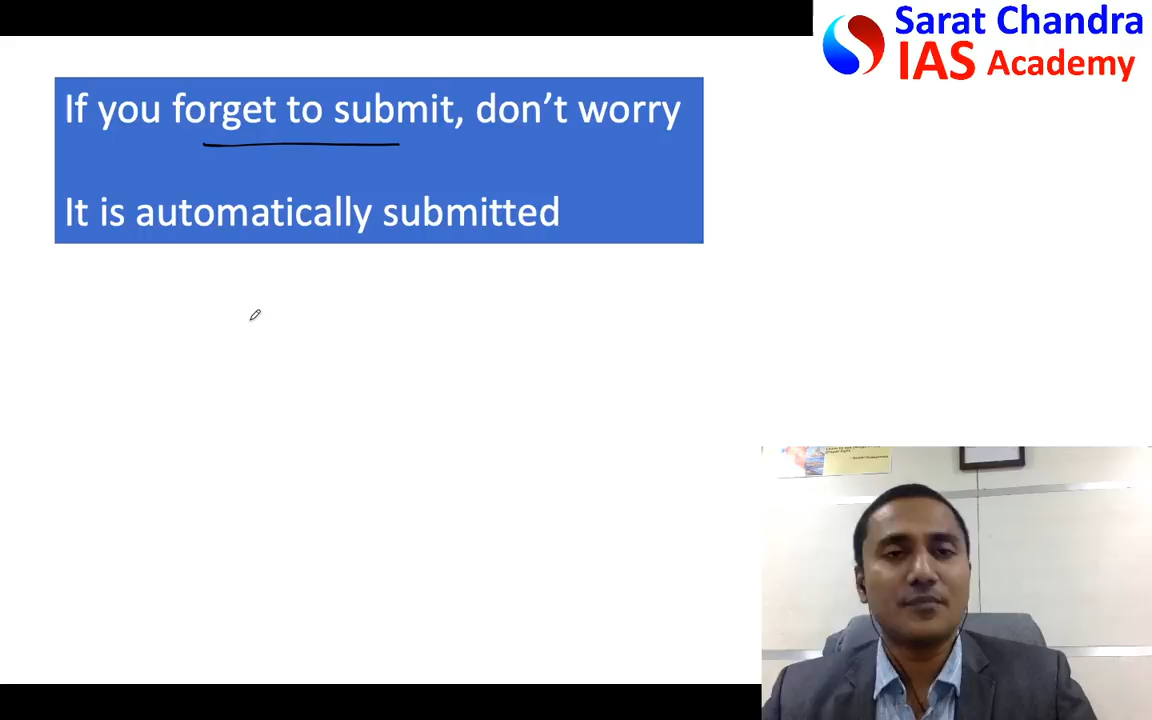 Sarat Chandra
IAS Academy
If you forget to submit, don’t worry
It is automatically submitted